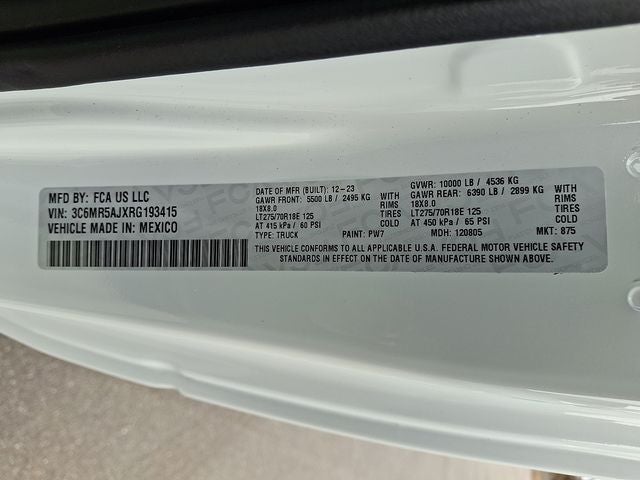 MFD BY: FCA US LLC
VIN: 3C6MR5AJXRG193415
VEHICLE MADE IN: MEXICO
DATE OF MFR (BUILT): 12-23
GAWR FRONT: 5500 LB / 2495 KG WITH
18X8.0 RIMS
LT275/70R18E 125 TIRES
AT 415 kPa / 60 PSI COLD
TYPE: TRUCK PAINT: PW7
GVWR: 10000 LB / 4536 KG
GAWR REAR: 6390 LB / 2899 KG WITH
18X8.0 RIMS
LT275/70R18E 125 TIRES
AT 450 kPa / 65 PSI COLD
MDH: 120805 MKT: 875
THIS VEHICLE CONFORMS TO ALL APPLICABLE U.S.A. FEDERAL MOTOR VEHICLE SAFETY
STANDARDS IN EFFECT ON THE DATE OF MANUFACTURE SHOWN ABOVE.